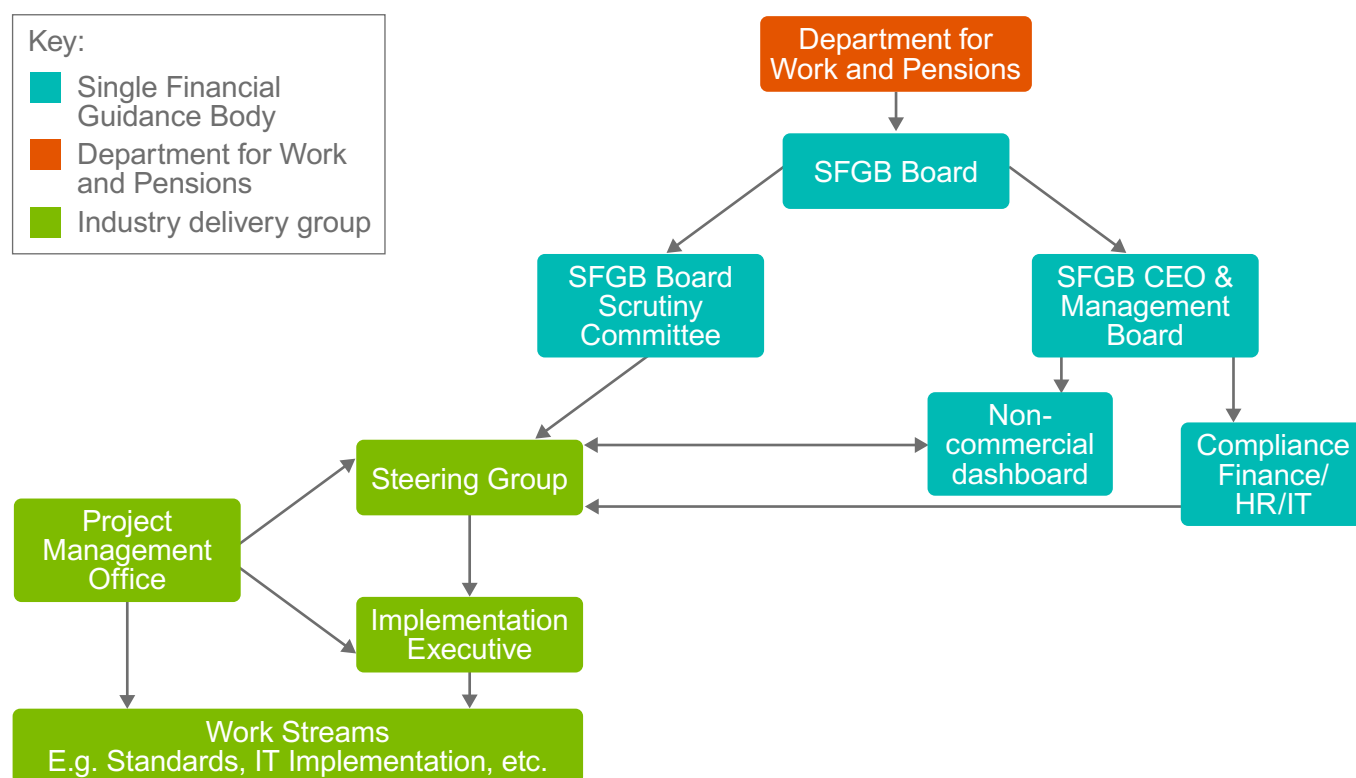 Key:
Single Financial
Guidance Body
Department for Work
and Pensions
Industry delivery group
Department for
Work and Pensions
SFGB Board
SFGB Board
Scrutiny
Committee
SFGB CEO &
Management
Board
Non-
commercial
dashboard
Compliance
Finance/
HR/IT
Steering Group
Project
Management
Office
Implementation
Executive
Work Streams
E.g. Standards, IT Implementation, etc.